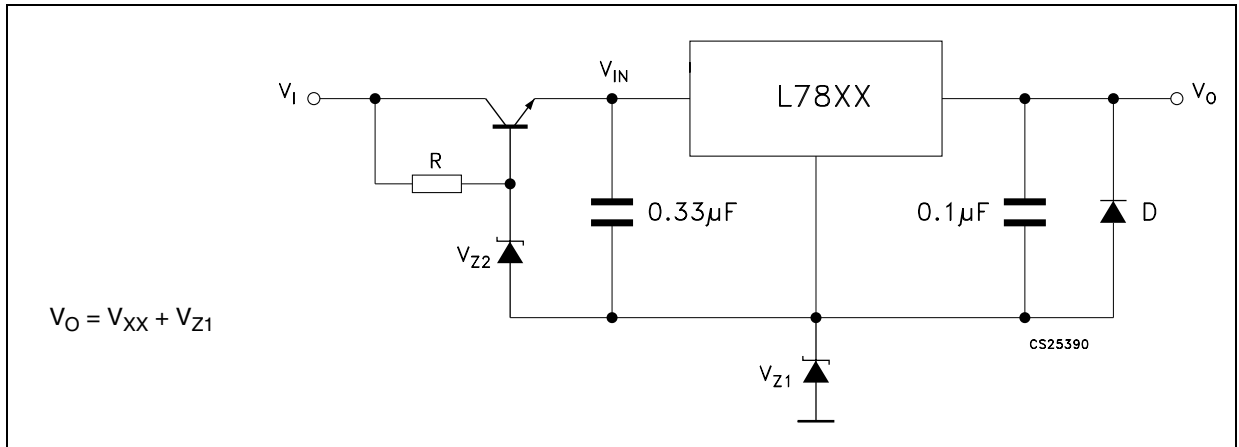 V_IN
V_I
L78XX
V_O
R
0.33µF
0.1µF
D
V_Z2
V_O = V_XX + V_Z1
CS25390
V_Z1